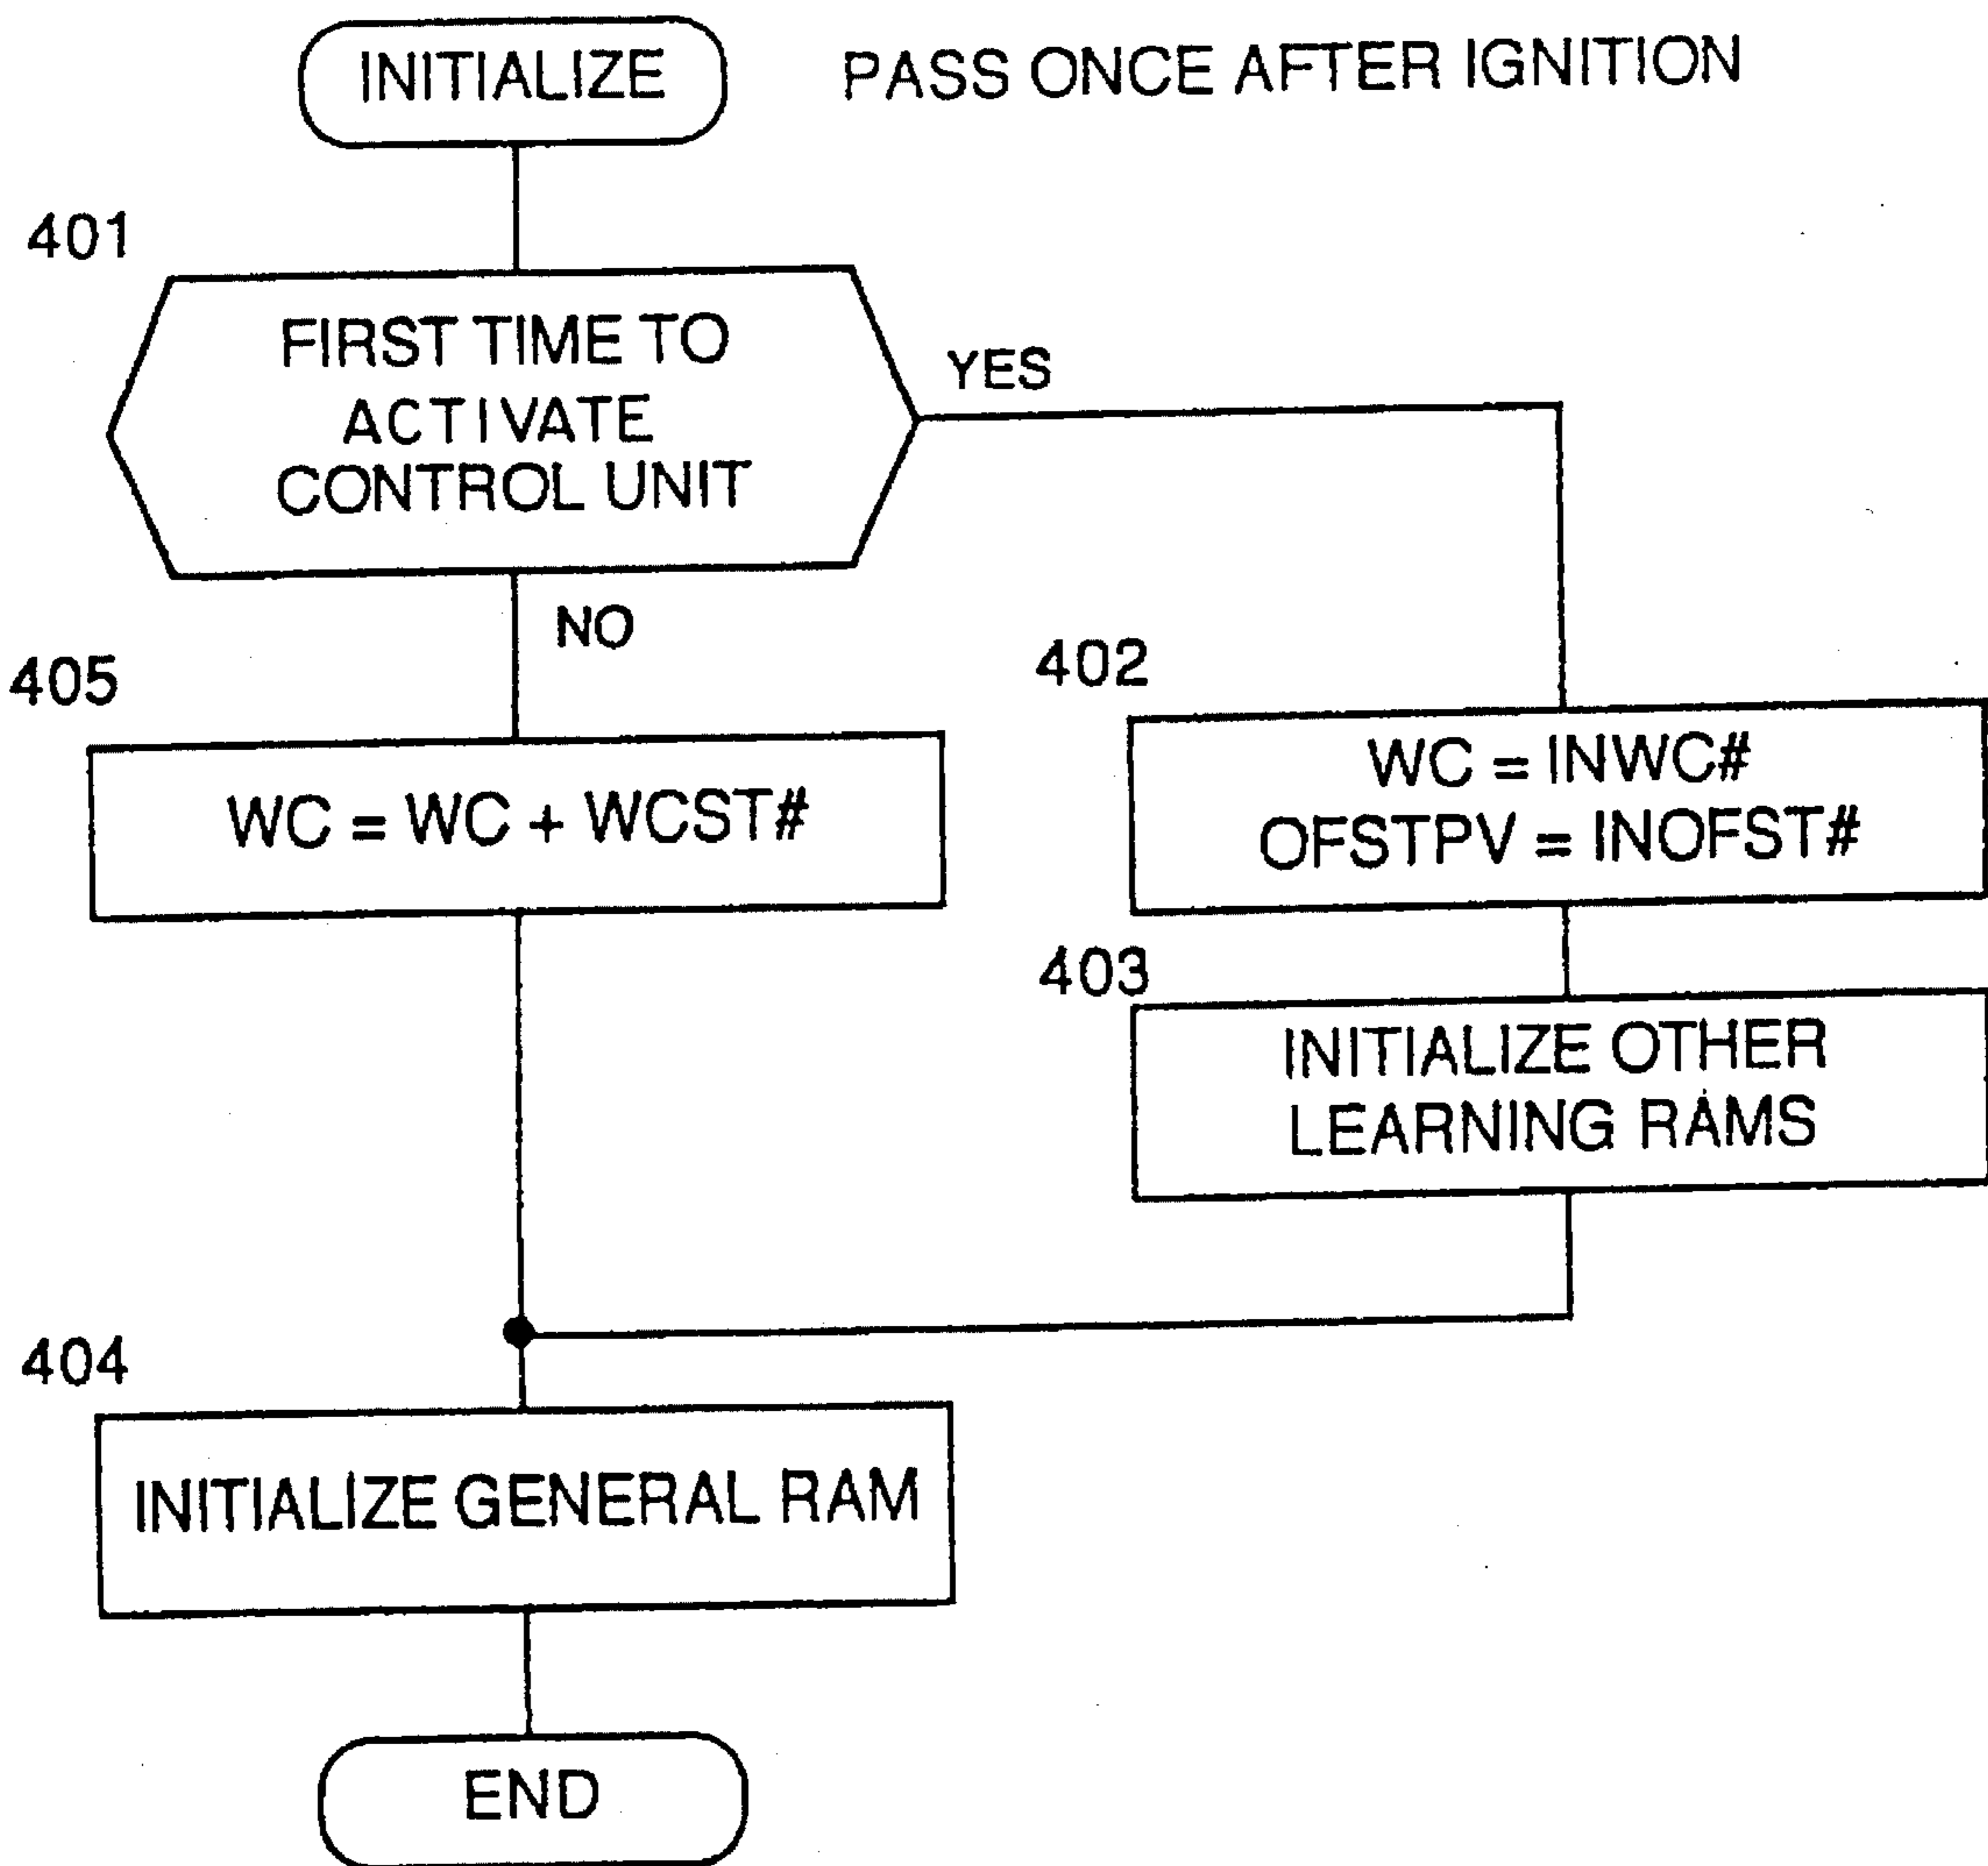 INITIALIZE
PASS ONCE AFTER IGNITION
401
FIRST TIME TO
ACTIVATE
CONTROL UNIT
YES
NO
405
WC = WC + WCST#
402
WC = INWC#
OFSTPV = INOFST#
403
INITIALIZE OTHER
LEARNING RAMS
404
INITIALIZE GENERAL RAM
END